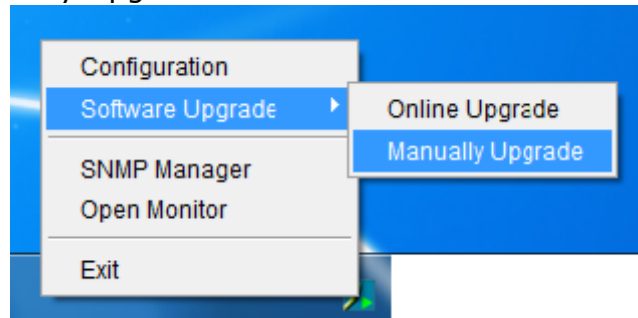 Configuration
Software Upgrade
Online Upgrade
Manually Upgrade
SNMP Manager
Open Monitor
Exit